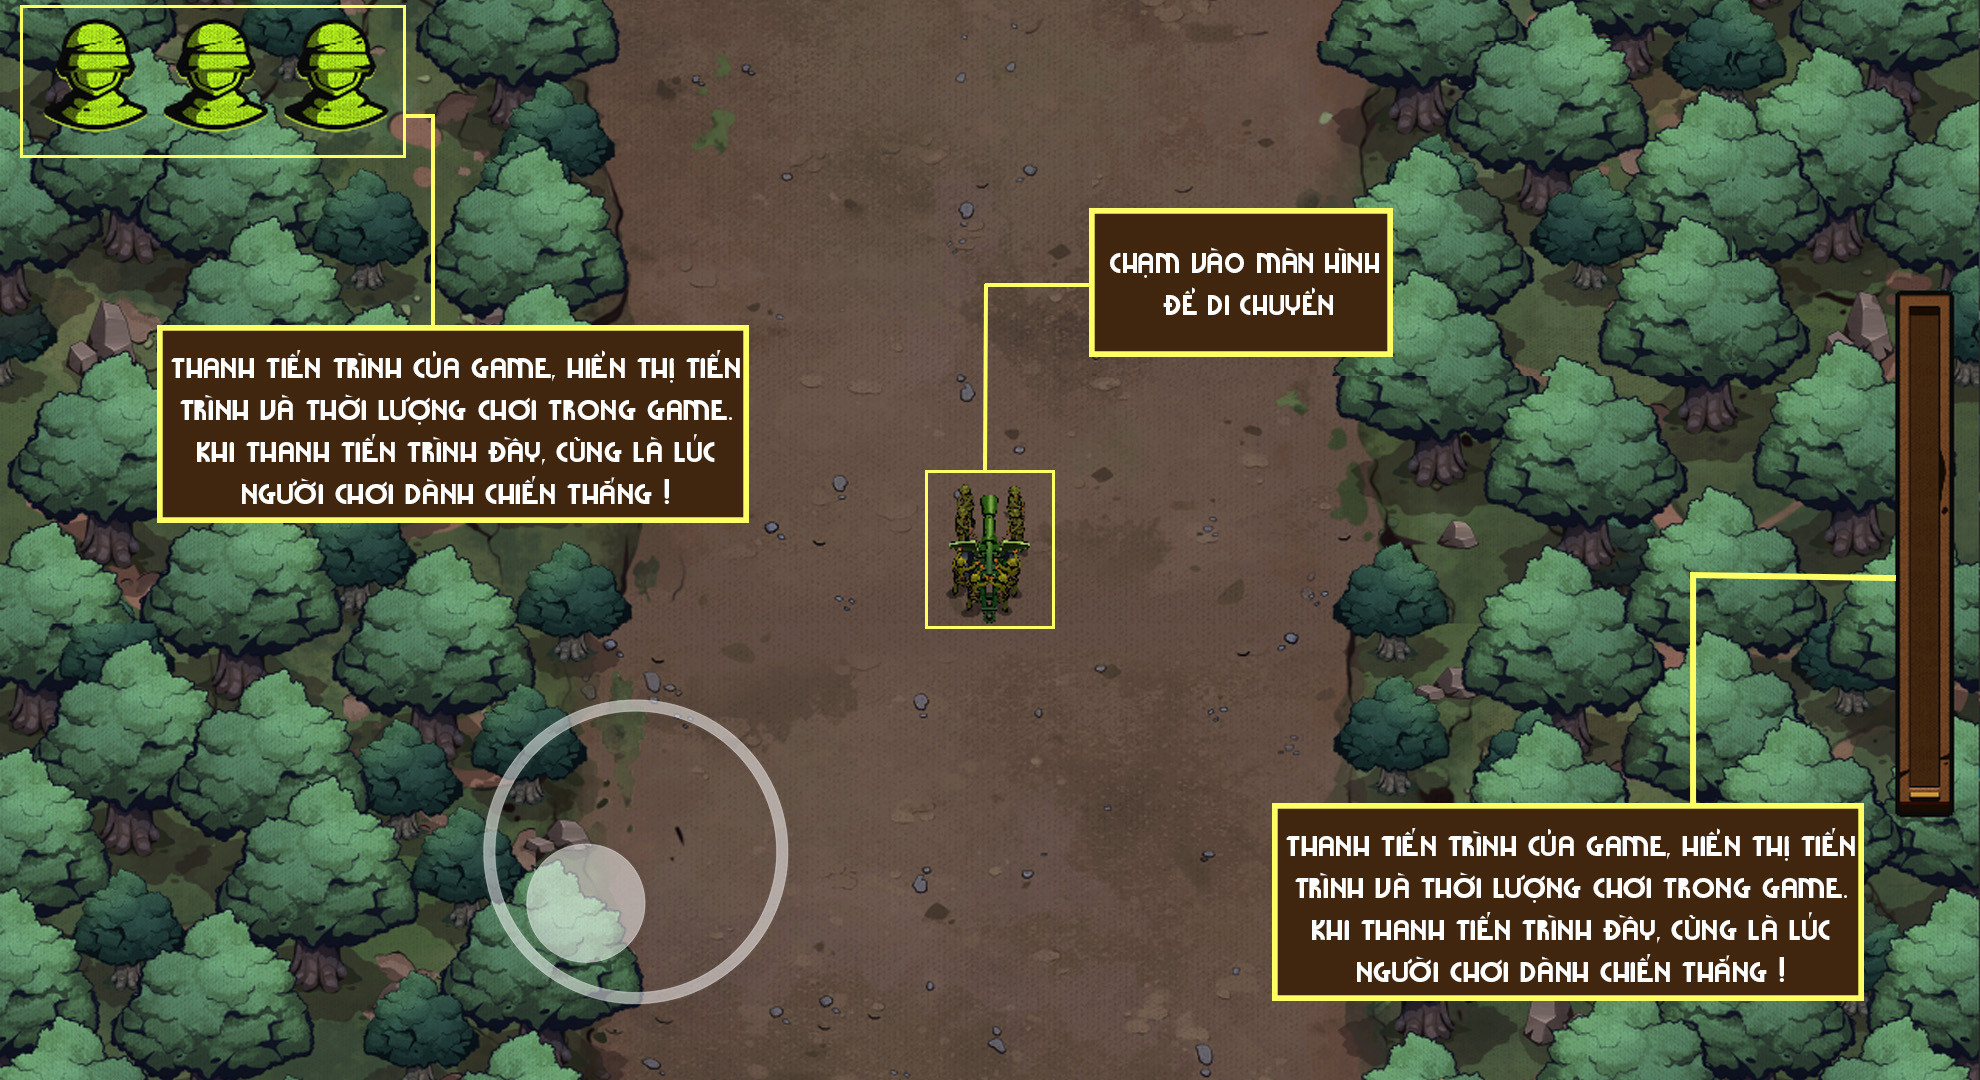 CHẠM VÀO MÀN HÌNH
ĐỂ DI CHUYỂN
THANH TIẾN TRÌNH CỦA GAME, HIỂN THỊ TIẾN
TRÌNH VÀ THỜI LƯỢNG CHƠI TRONG GAME.
KHI THANH TIẾN TRÌNH ĐẦY, CŨNG LÀ LÚC
NGƯỜI CHƠI DÀNH CHIẾN THẮNG !
THANH TIẾN TRÌNH CỦA GAME, HIỂN THỊ TIẾN
TRÌNH VÀ THỜI LƯỢNG CHƠI TRONG GAME.
KHI THANH TIẾN TRÌNH ĐẦY, CŨNG LÀ LÚC
NGƯỜI CHƠI DÀNH CHIẾN THẮNG !